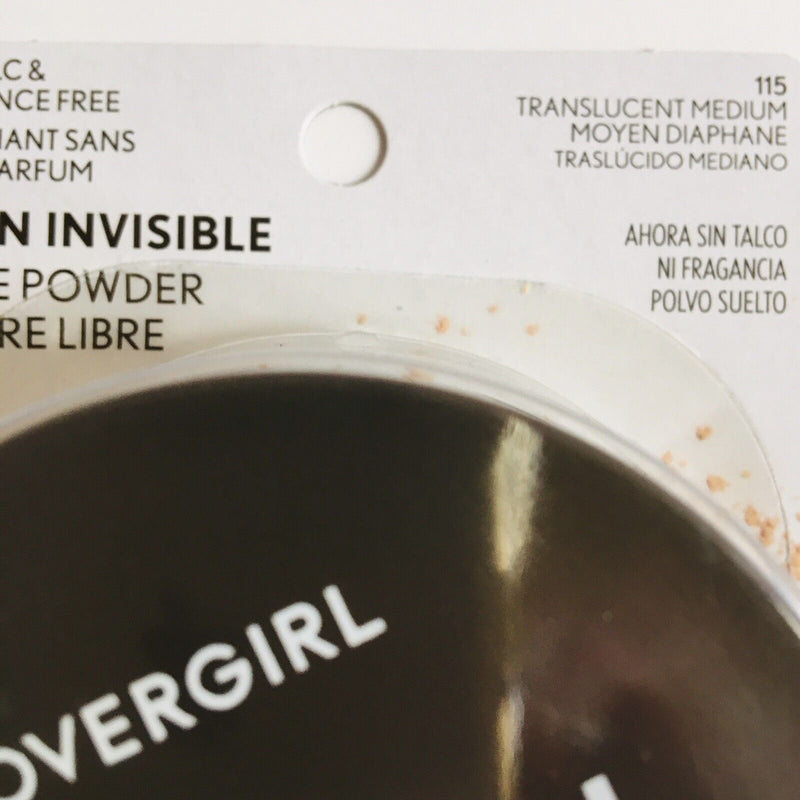 LC &
NCE FREE
IANT SANS
ARFUM
N INVISIBLE
E POWDER
RE LIBRE
115
TRANSLUCENT MEDIUM
MOYEN DIAPHANE
TRASLÚCIDO MEDIANO
AHORA SIN TALCO
NI FRAGANCIA
POLVO SUELTO
OVERGIRL